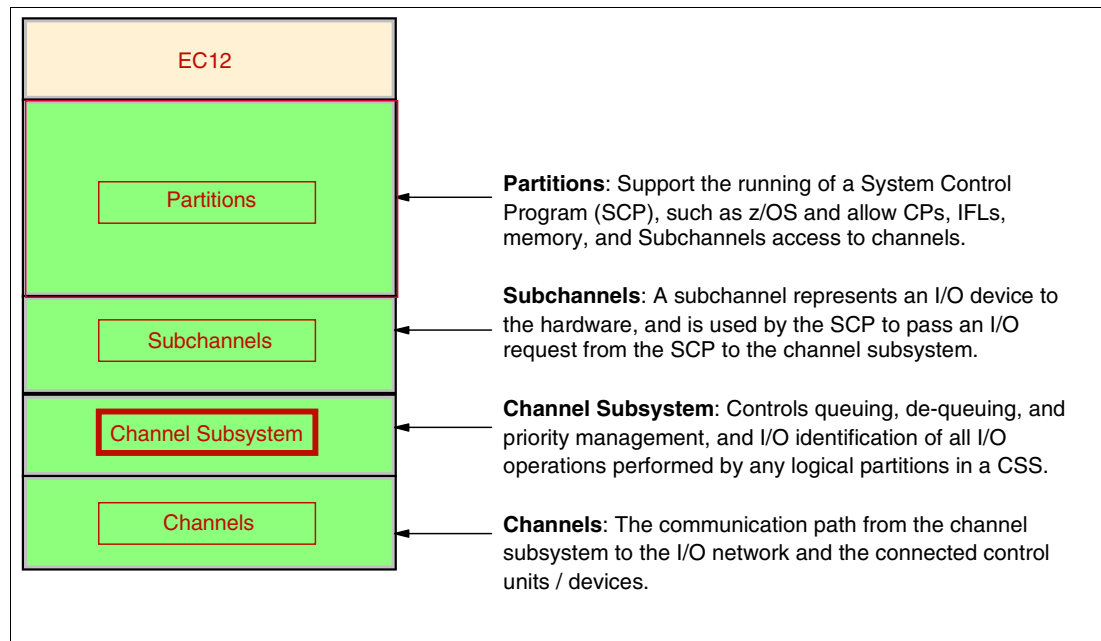 EC12
Partitions
Partitions: Support the running of a System Control
Program (SCP), such as z/OS and allow CPs, IFLs,
memory, and Subchannels access to channels.
Subchannels
Subchannels: A subchannel represents an I/O device to
the hardware, and is used by the SCP to pass an I/O
request from the SCP to the channel subsystem.
Channel Subsystem
Channel Subsystem: Controls queuing, de-queuing, and
priority management, and I/O identification of all I/O
operations performed by any logical partitions in a CSS.
Channels
Channels: The communication path from the channel
subsystem to the I/O network and the connected control
units / devices.